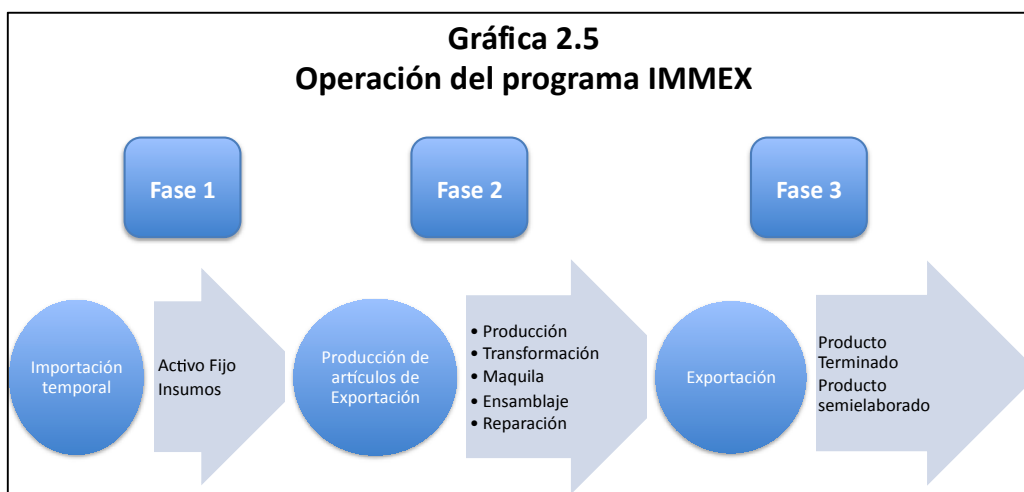 Gráfica 2.5
Operación del programa IMMEX
Fase 1
Fase 2
Fase 3
Importación
temporal
Activo Fijo
Insumos
Producción de
artículos de
Exportación
• Producción
• Transformación
• Maquila
• Ensamblaje
• Reparación
Exportación
Producto
Terminado
Producto
semielaborado